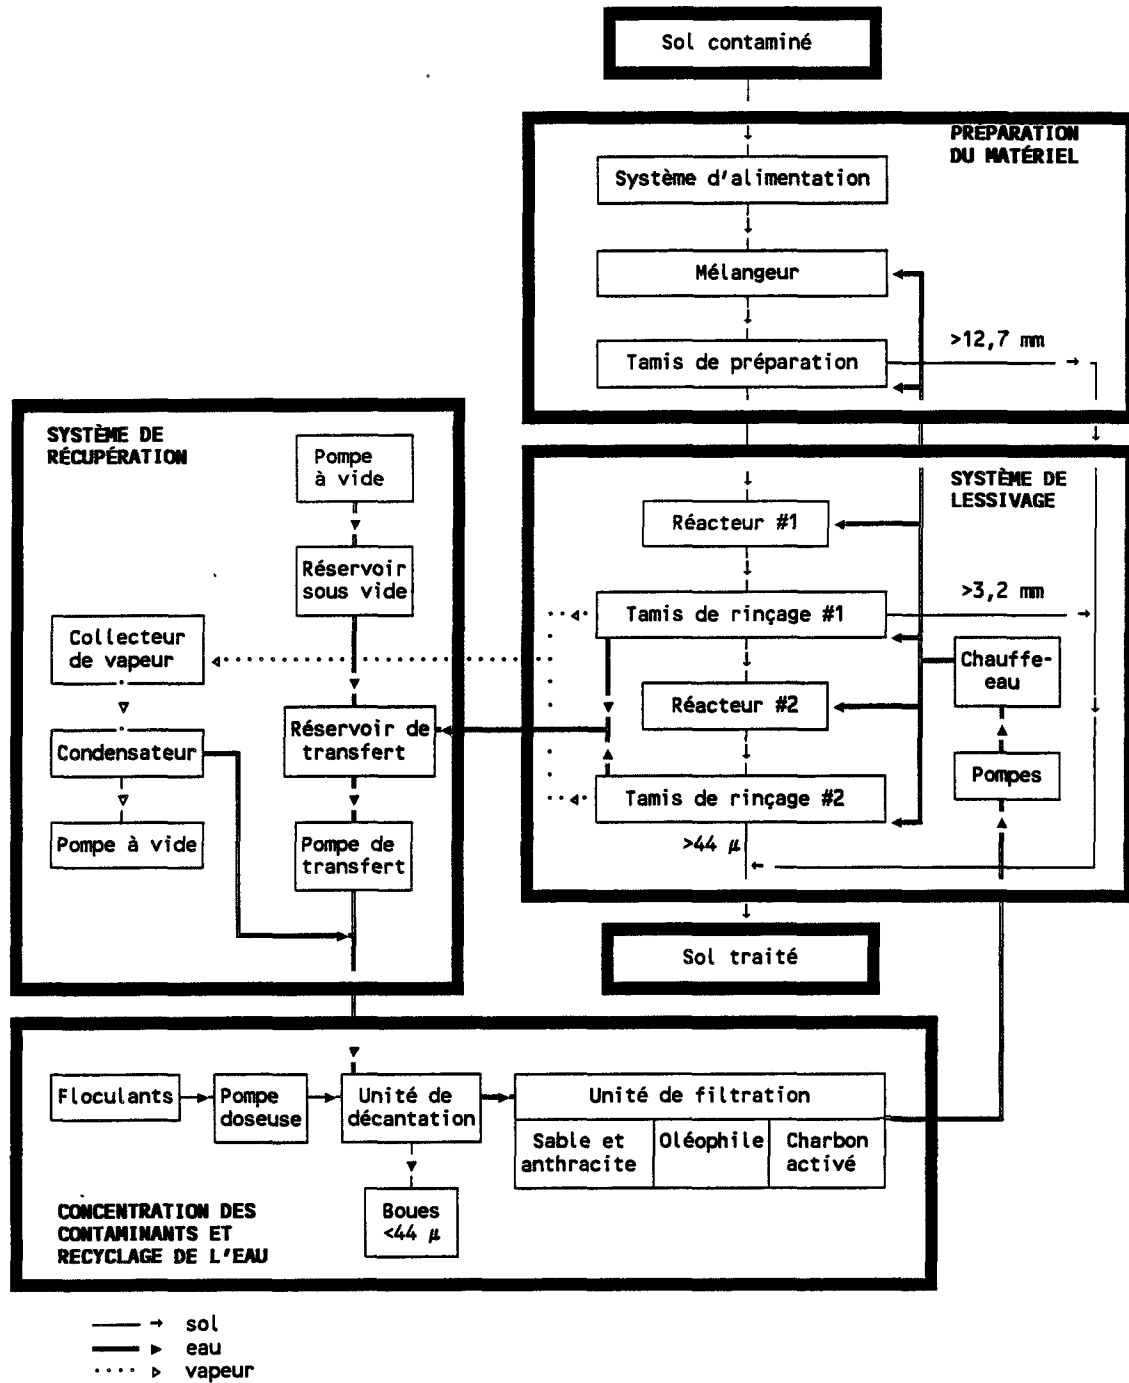 Sol contaminé
PRÉPARATION
DU MATÉRIEL
Système d'alimentation
Mélangeur
>12,7 mm
Tamis de préparation
SYSTÈME DE
RÉCUPÉRATION
Pompe
à vide
Réservoir
sous vide
Collecteur
de vapeur
Réservoir de
transfert
Condensateur
Pompe à vide
Pompe de
transfert
SYSTÈME DE
LESSIVAGE
Réacteur #1
>3,2 mm
Tamis de rinçage #1
Chauffe-
eau
Réacteur #2
Pompes
Tamis de rinçage #2
>44 μ
Sol traité
Floculants
Pompe
doseuse
Unité de
décantation
Unité de filtration
Sable et
anthracite
Oléophile
Charbon
activé
Boues
<44 μ
CONCENTRATION DES
CONTAMINANTS ET
RECYCLAGE DE L'EAU
sol
eau
vapeur